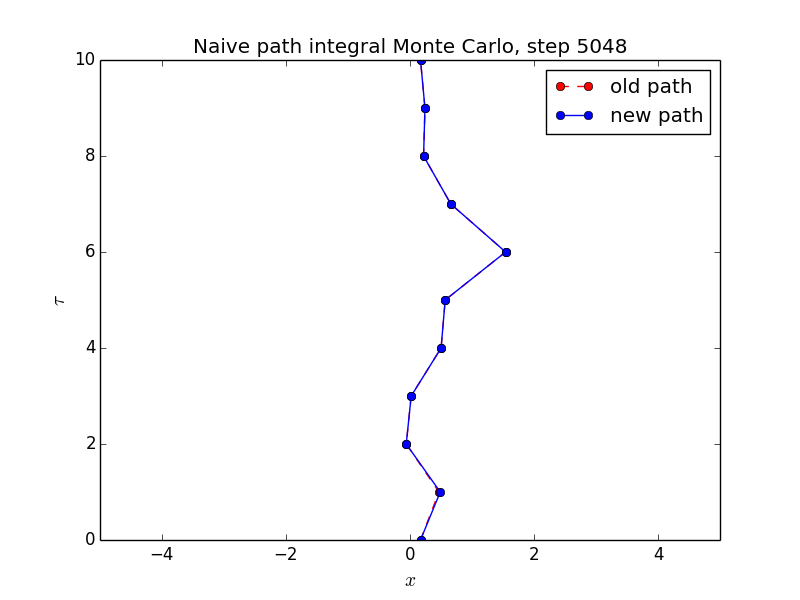 Naive path integral Monte Carlo, step 5048
old path
new path
10
8
6
4
2
0
τ
−4 −2 0 2 4
x